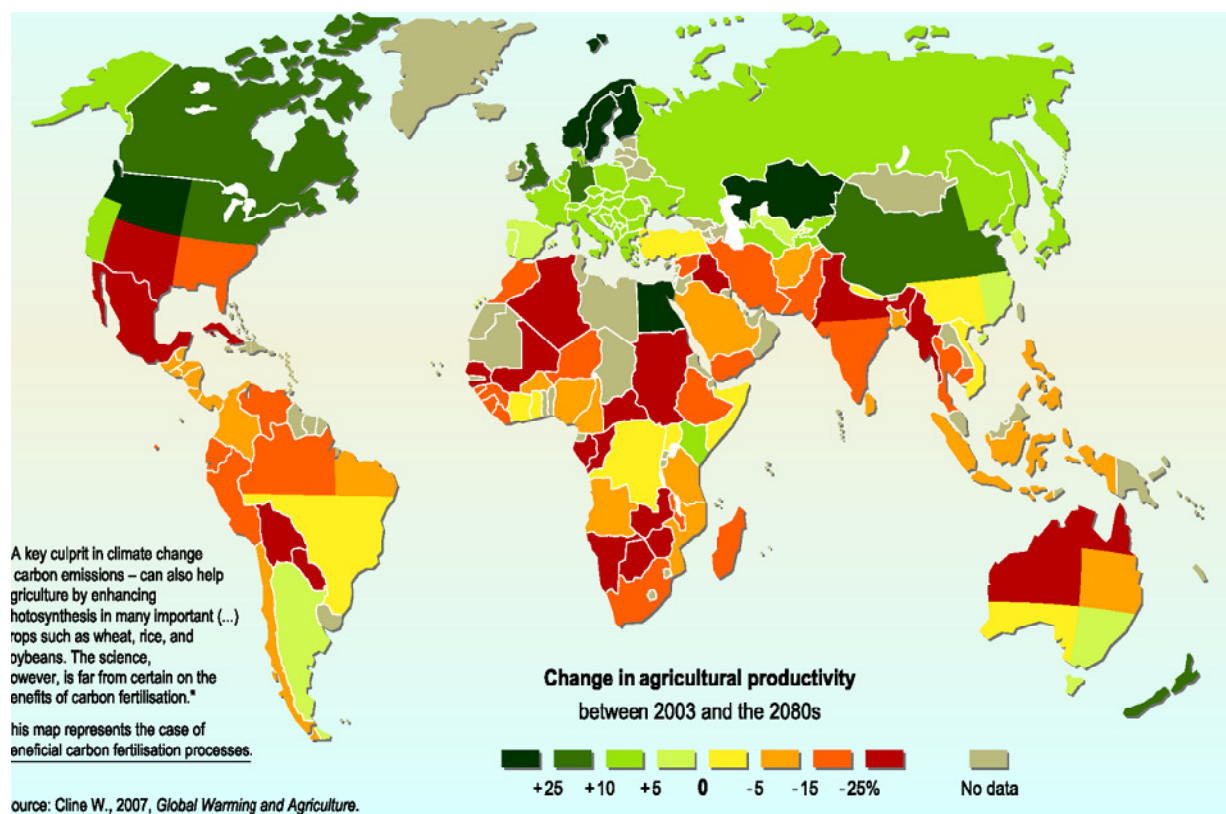 A key culprit in climate change
carbon emissions – can also help
griculture by enhancing
hotosynthesis in many important (...)
rops such as wheat, rice, and
oybeans. The science,
owever, is far from certain on the
enefits of carbon fertilisation."
his map represents the case of
eneficial carbon fertilisation processes.
ource: Cline W., 2007, Global Warming and Agriculture.
Change in agricultural productivity
between 2003 and the 2080s
+25 +10 +5 0 -5 -15 -25%
No data